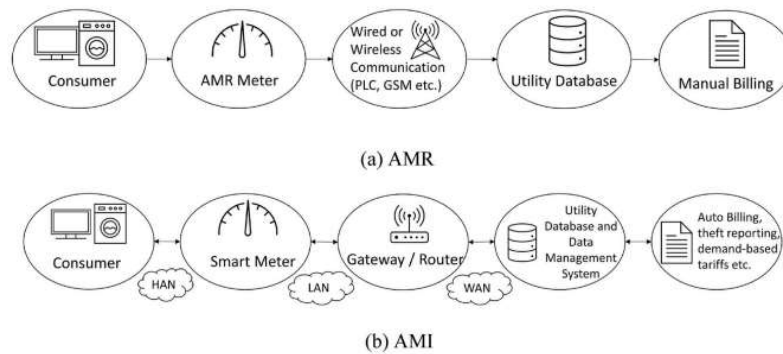 Wired or
Wireless
Communication
(PLC, GSM etc.)
Consumer
AMR Meter
Utility Database
Manual Billing
(a) AMR
Consumer
Smart Meter
Gateway / Router
Utility
Database and
Data
Management
System
Auto Billing,
theft reporting,
demand-based
tariffs etc.
HAN
LAN
WAN
(b) AMI